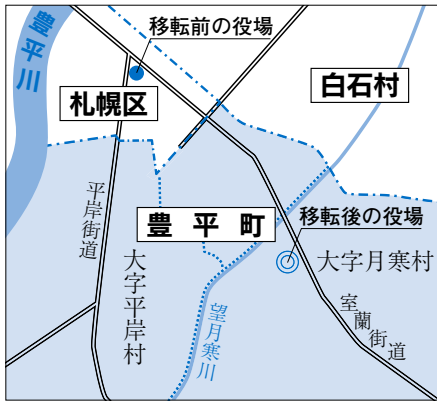 移転前の役場
豊平川
白石村
札幌区
平岸街道
豊平町
移転後の役場
大字月寒村
大字平岸村
望月寒川
室蘭街道